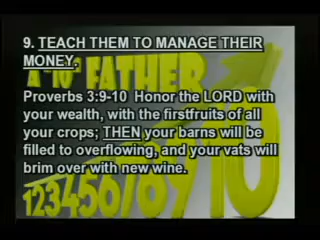 9. TEACH THEM TO MANAGE THEIR
MONEY.
A "10" FATHER
Proverbs 3:9-10 Honor the LORD with
your wealth, with the firstfruits of all
your crops; THEN your barns will be
filled to overflowing, and your vats will
brim over with new wine.
12345678910